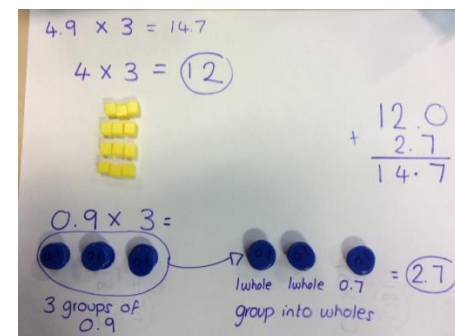 4.9 × 3 = 14.7
4 × 3 = 12
12.0
+ 2.7
14.7
0.9 × 3 =
1whole 1whole 0.7 = 2.7
3 groups of
0.9
group into wholes